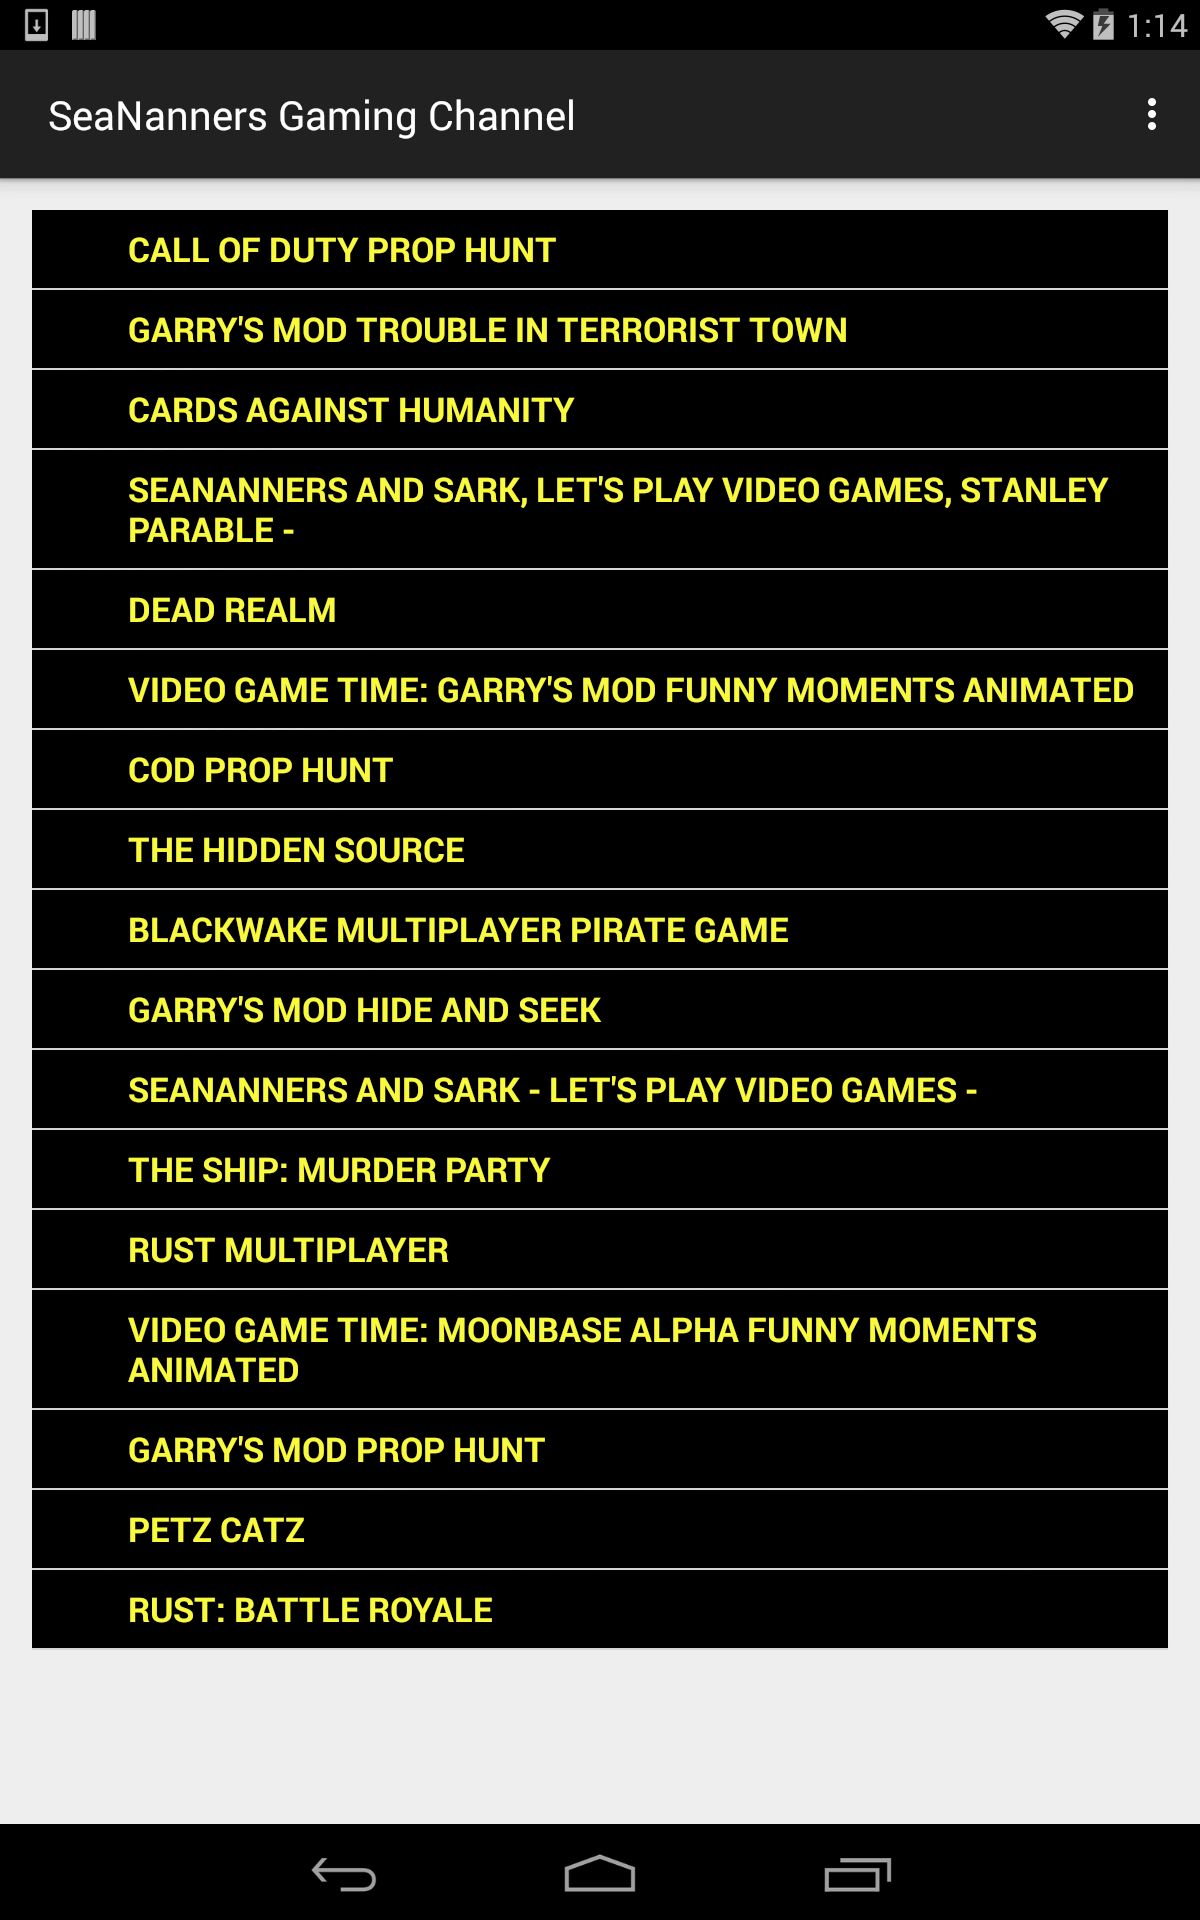 1:14
SeaNanners Gaming Channel
CALL OF DUTY PROP HUNT
GARRY'S MOD TROUBLE IN TERRORIST TOWN
CARDS AGAINST HUMANITY
SEANANNERS AND SARK, LET'S PLAY VIDEO GAMES, STANLEY
PARABLE -
DEAD REALM
VIDEO GAME TIME: GARRY'S MOD FUNNY MOMENTS ANIMATED
COD PROP HUNT
THE HIDDEN SOURCE
BLACKWAKE MULTIPLAYER PIRATE GAME
GARRY'S MOD HIDE AND SEEK
SEANANNERS AND SARK - LET'S PLAY VIDEO GAMES -
THE SHIP: MURDER PARTY
RUST MULTIPLAYER
VIDEO GAME TIME: MOONBASE ALPHA FUNNY MOMENTS
ANIMATED
GARRY'S MOD PROP HUNT
PETZ CATZ
RUST: BATTLE ROYALE